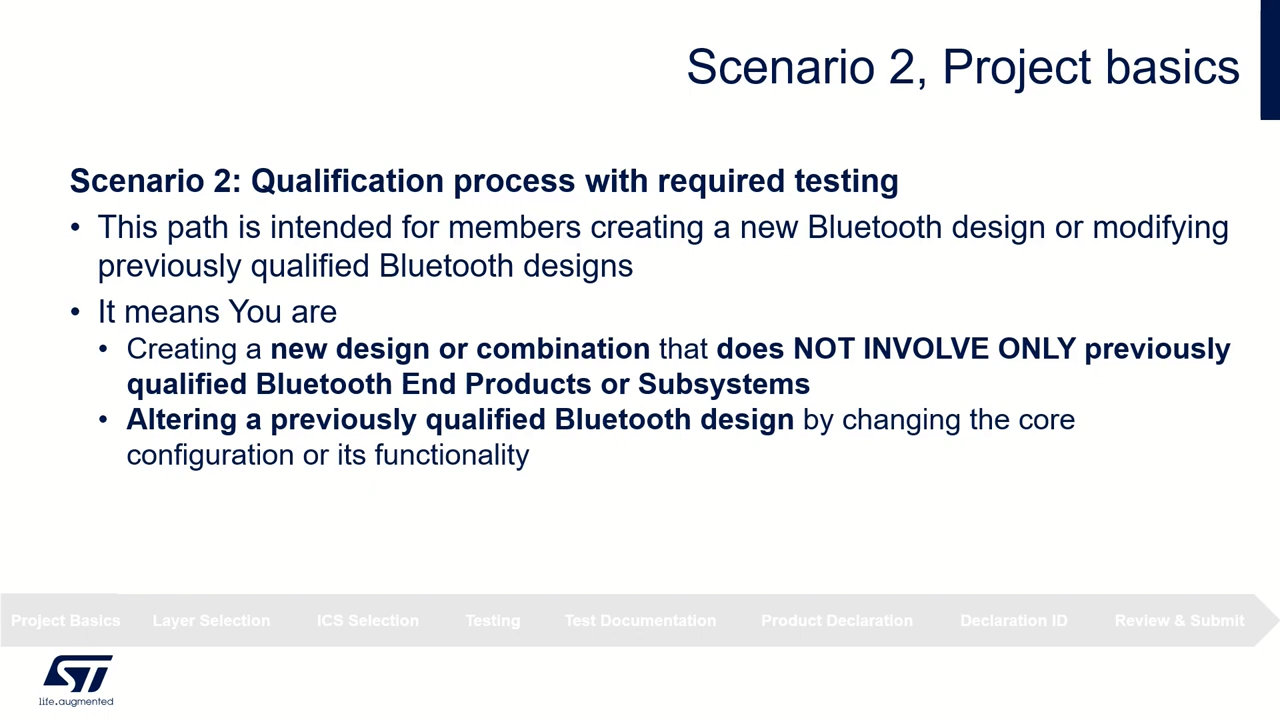 Scenario 2, Project basics
Scenario 2: Qualification process with required testing
• This path is intended for members creating a new Bluetooth design or modifying
previously qualified Bluetooth designs
• It means You are
• Creating a new design or combination that does NOT INVOLVE ONLY previously
qualified Bluetooth End Products or Subsystems
• Altering a previously qualified Bluetooth design by changing the core
configuration or its functionality
Project Basics Layer Selection ICS Selection Testing Test Documentation Product Declaration Declaration ID Review & Submit
ST
life.augmented